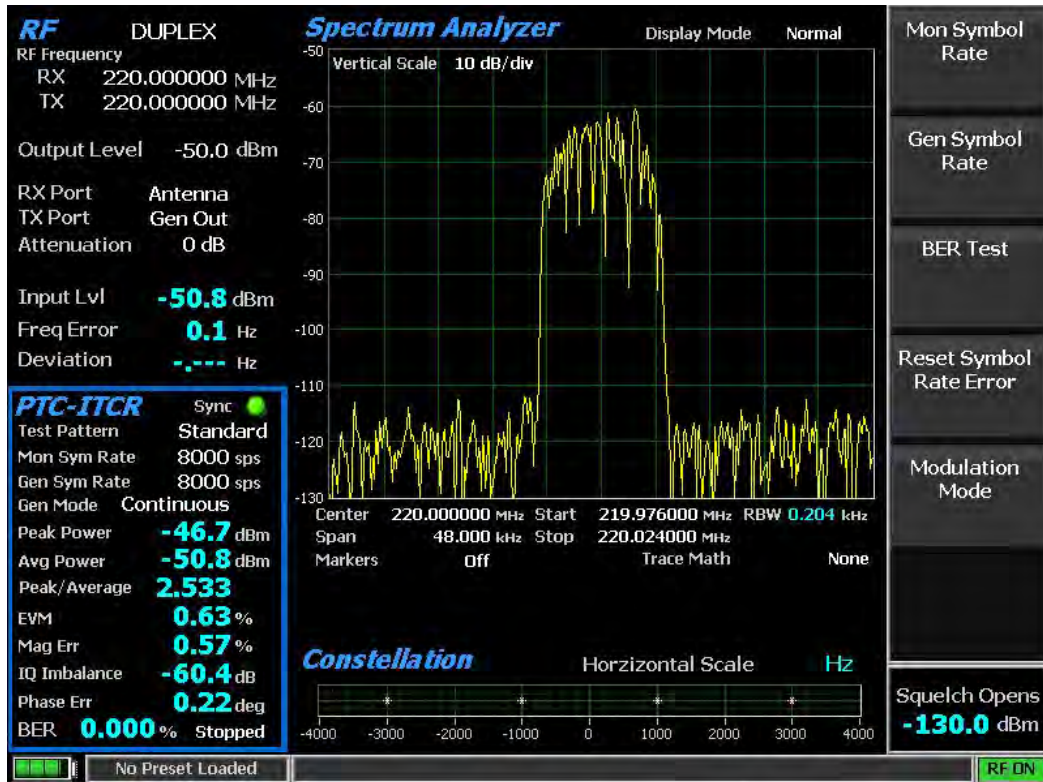 RF DUPLEX
RF Frequency
RX 220.000000 MHz
TX 220.000000 MHz
Output Level -50.0 dBm
RX Port Antenna
TX Port Gen Out
Attenuation 0 dB
Input Lvl -50.8 dBm
Freq Error 0.1 Hz
Deviation -.--- Hz
PTC-ITCR Sync
Test Pattern Standard
Mon Sym Rate 8000 sps
Gen Sym Rate 8000 sps
Gen Mode Continuous
Peak Power -46.7 dBm
Avg Power -50.8 dBm
Peak/Average 2.533
EVM 0.63 %
Mag Err 0.57 %
IQ Imbalance -60.4 dB
Phase Err 0.22 deg
BER 0.000 % Stopped
Spectrum Analyzer Display Mode Normal
Vertical Scale 10 dB/div
-50
-60
-70
-80
-90
-100
-110
-120
-130
Center 220.000000 MHz Start 219.976000 MHz RBW 0.204 kHz
Span 48.000 kHz Stop 220.024000 MHz
Markers Off Trace Math None
Constellation Horzizontal Scale Hz
-4000 -3000 -2000 -1000 0 1000 2000 3000 4000
Mon Symbol
Rate
Gen Symbol
Rate
BER Test
Reset Symbol
Rate Error
Modulation
Mode
Squelch Opens
-130.0 dBm
No Preset Loaded
RF ON